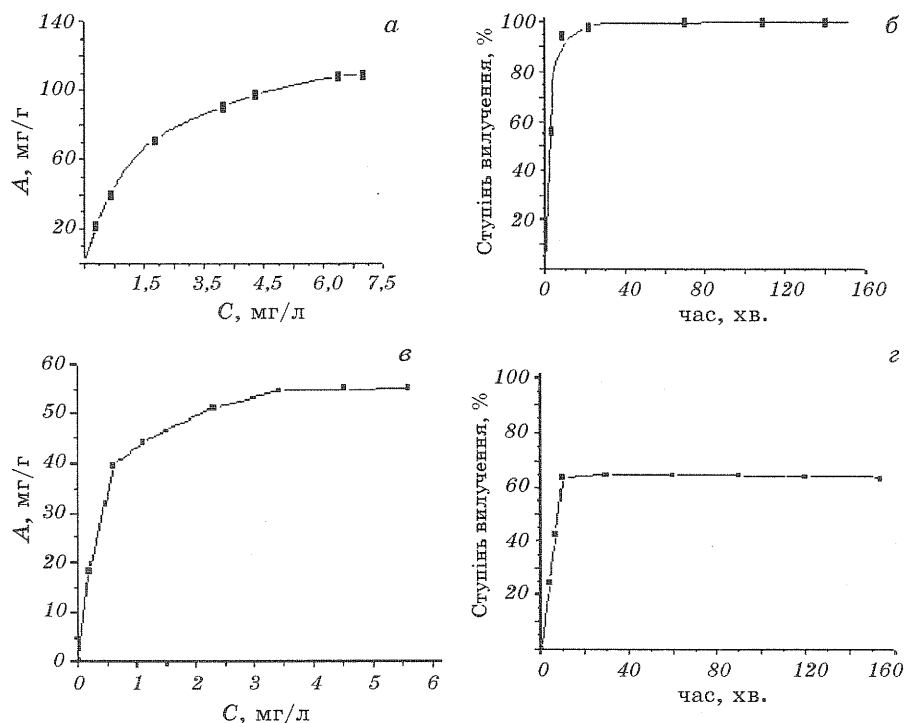 а
140
100
60
20
A, мг/г
1,5 3,5 4,5 6,0 7,5
C, мг/л
б
100
80
60
40
20
Ступінь вилучення, %
0 40 80 120 160
час, хв.
в
60
50
40
30
20
10
0
A, мг/г
0 1 2 3 4 5 6
C, мг/л
г
100
80
60
40
20
Ступінь вилучення, %
0 40 80 120 160
час, хв.